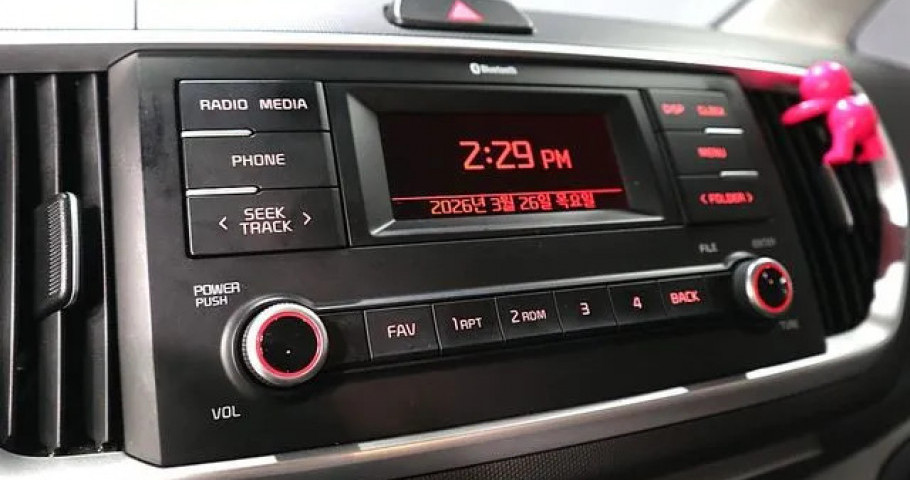 Bluetooth
RADIO MEDIA
DISP CLOCK
2:29 PM
PHONE
MENU
2026년 3월 26일 목요일
< SEEK TRACK >
< FOLDER >
FILE
ENTER
POWER
PUSH
FAV
1 RPT
2 RDM
3
4
BACK
TUNE
VOL